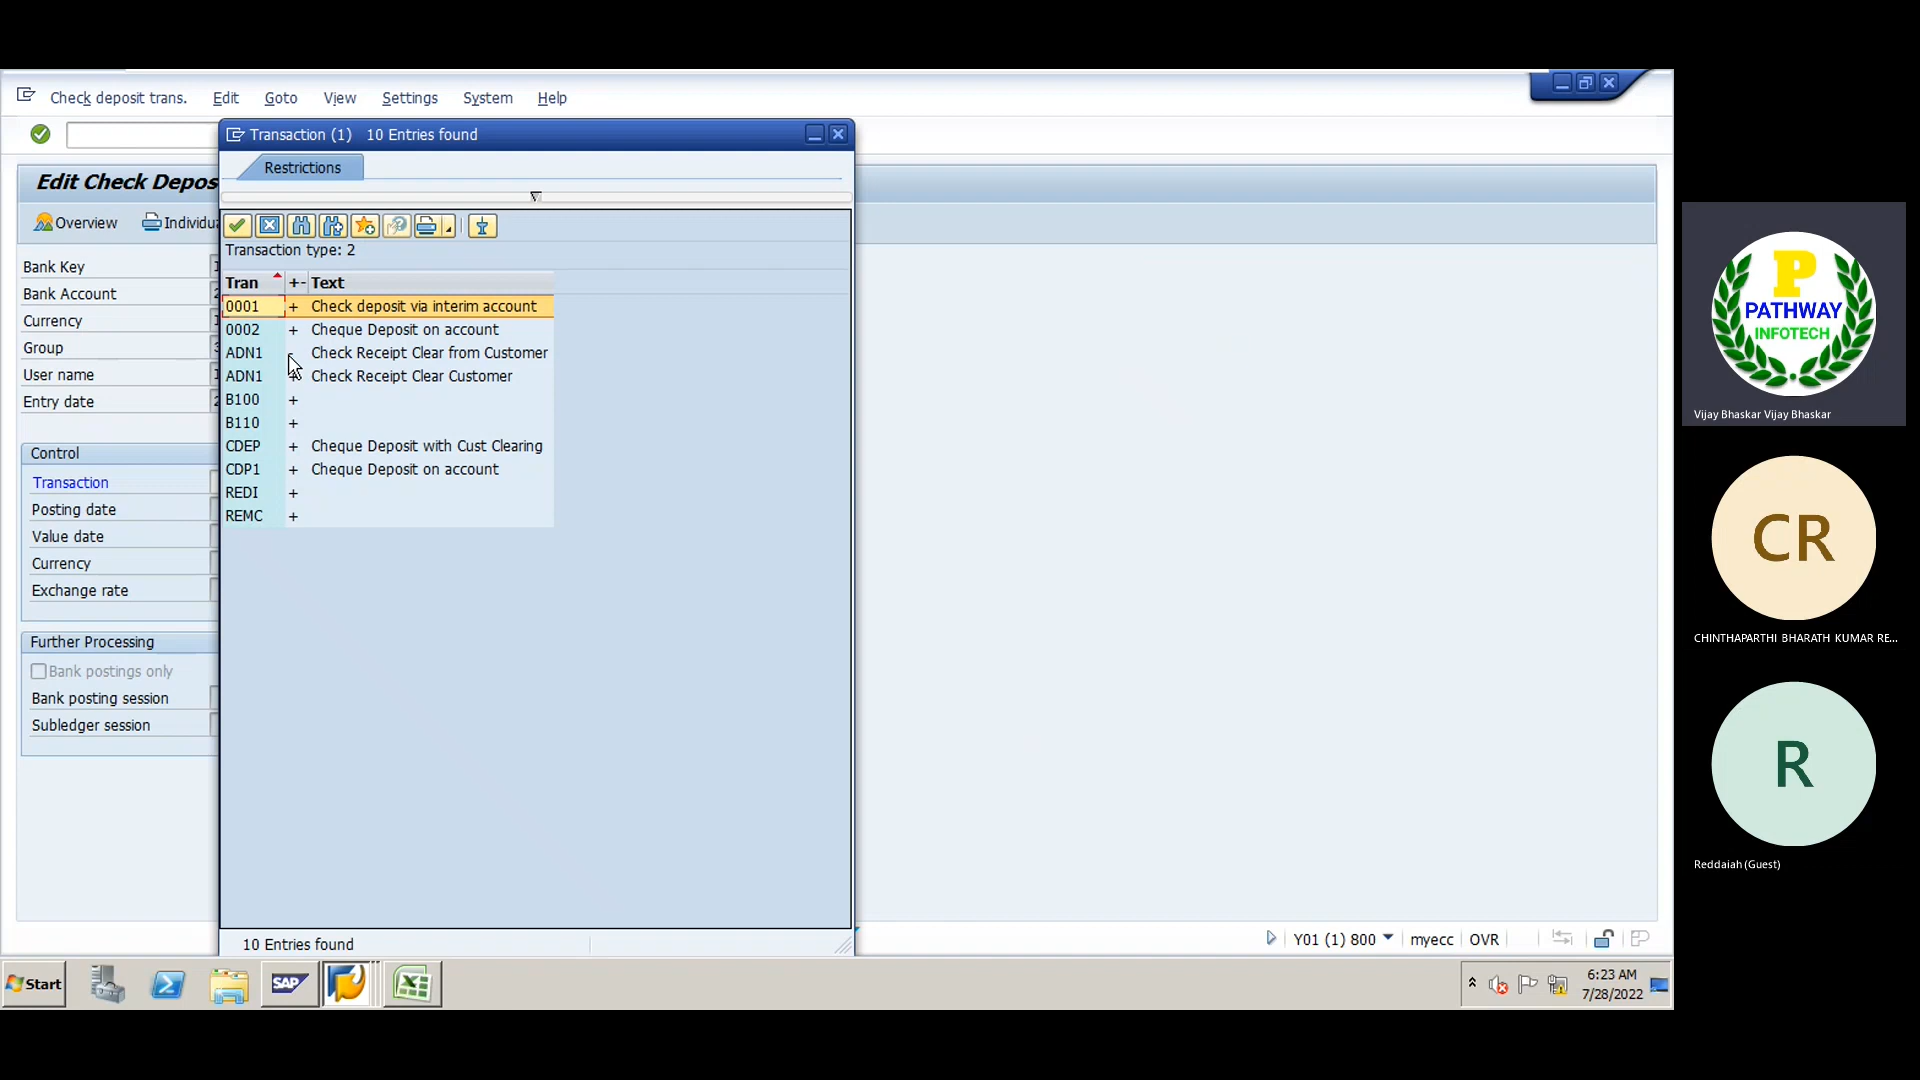 Check deposit trans. Edit Goto View Settings System Help
Transaction (1) 10 Entries found
Restrictions
Edit Check Depos
Overview Individua
Transaction type: 2
Bank Key
Bank Account
Currency
Group
User name
Entry date
Control
Transaction
Posting date
Value date
Currency
Exchange rate
Further Processing
Bank postings only
Bank posting session
Subledger session
Tran +- Text
0001 + Check deposit via interim account
0002 + Cheque Deposit on account
ADN1 - Check Receipt Clear from Customer
ADN1 + Check Receipt Clear Customer
B100 +
B110 +
CDEP + Cheque Deposit with Cust Clearing
CDP1 + Cheque Deposit on account
REDI +
REMC +
10 Entries found
Y01 (1) 800 myecc OVR
Start
SAP
6:23 AM
7/28/2022
P
PATHWAY
INFOTECH
Vijay Bhaskar Vijay Bhaskar
CR
CHINTHAPARTHI BHARATH KUMAR RE...
R
Reddaiah (Guest)